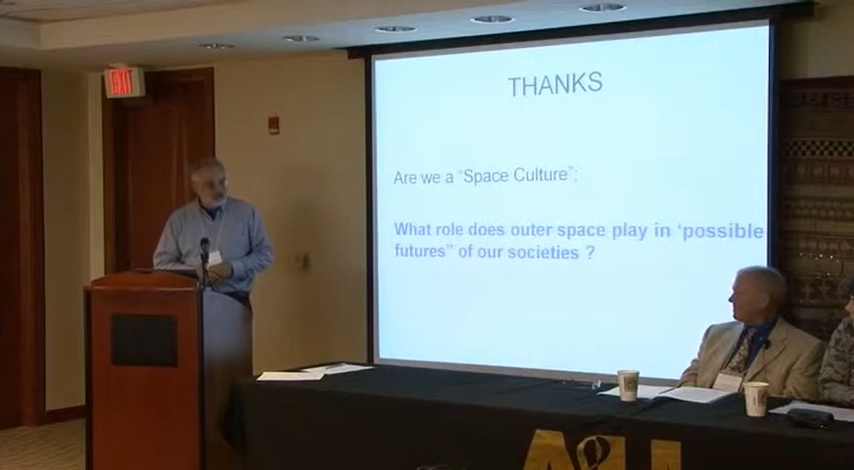 EXIT
THANKS
Are we a "Space Culture";
What role does outer space play in 'possible
futures" of our societies ?